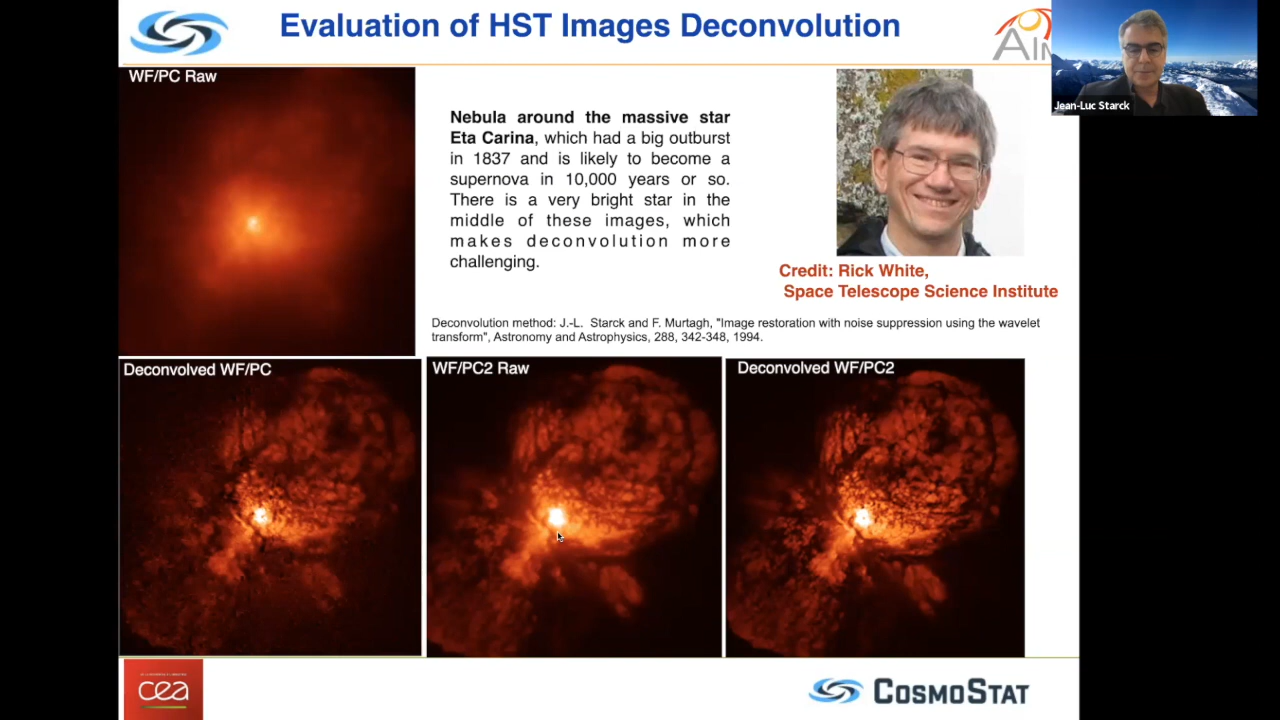 Evaluation of HST Images Deconvolution
AIM
Jean-Luc Starck
WF/PC Raw
Nebula around the massive star
Eta Carina, which had a big outburst
in 1837 and is likely to become a
supernova in 10,000 years or so.
There is a very bright star in the
middle of these images, which
makes deconvolution more
challenging.
Credit: Rick White,
Space Telescope Science Institute
Deconvolution method: J.-L. Starck and F. Murtagh, "Image restoration with noise suppression using the wavelet
transform", Astronomy and Astrophysics, 288, 342-348, 1994.
Deconvolved WF/PC
WF/PC2 Raw
Deconvolved WF/PC2
cea
COSMOSTAT